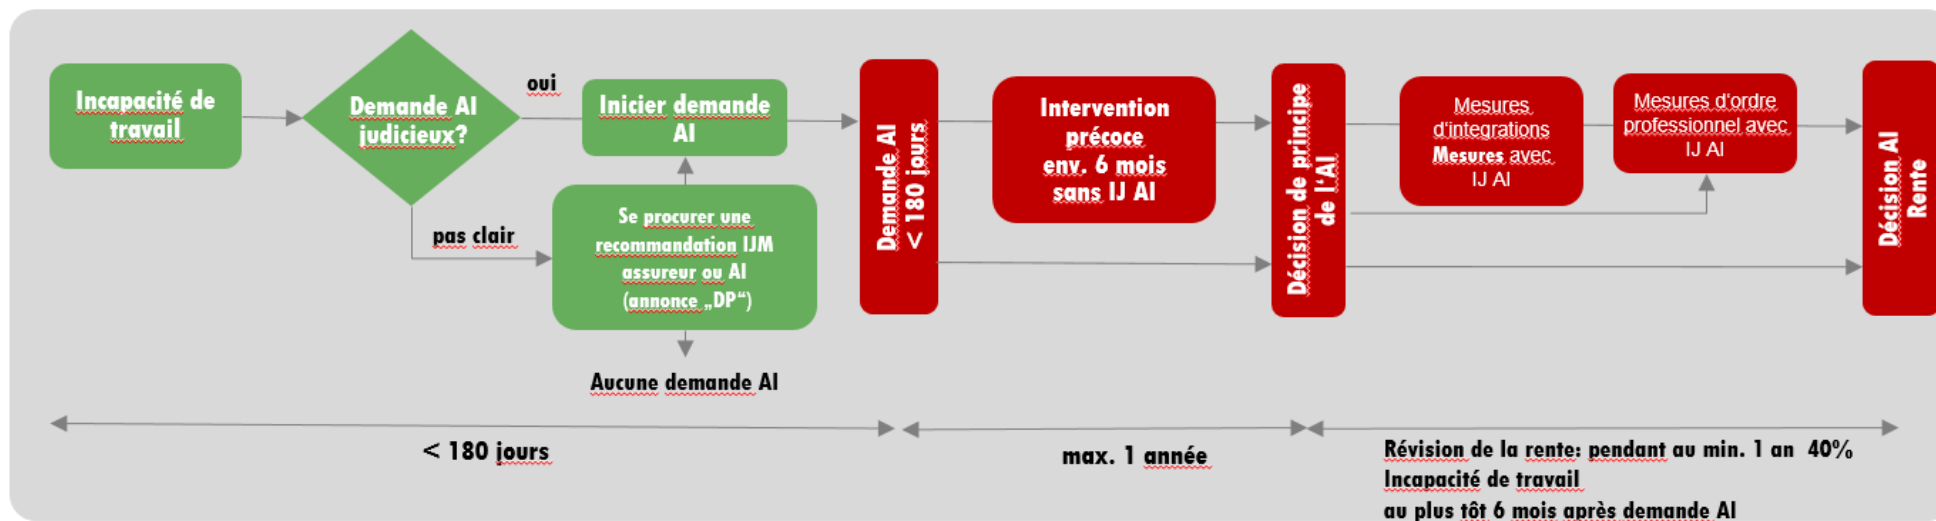 Incapacité de
travail
Demande AI
judicieux?
oui
pas clair
Inicier demande
AI
Se procurer une
recommandation IJM
assureur ou AI
(annonce „DP“)
Aucune demande AI
Demande AI
< 180 jours
Intervention
précoce
env. 6 mois
sans IJ AI
Décision de principe
de l‘AI
Mesures
d‘integrations
Mesures avec
IJ AI
Mesures d‘ordre
professionnel avec
IJ AI
Décision AI
Rente
< 180 jours
max. 1 année
Révision de la rente: pendant au min. 1 an 40%
Incapacité de travail
au plus tôt 6 mois après demande AI